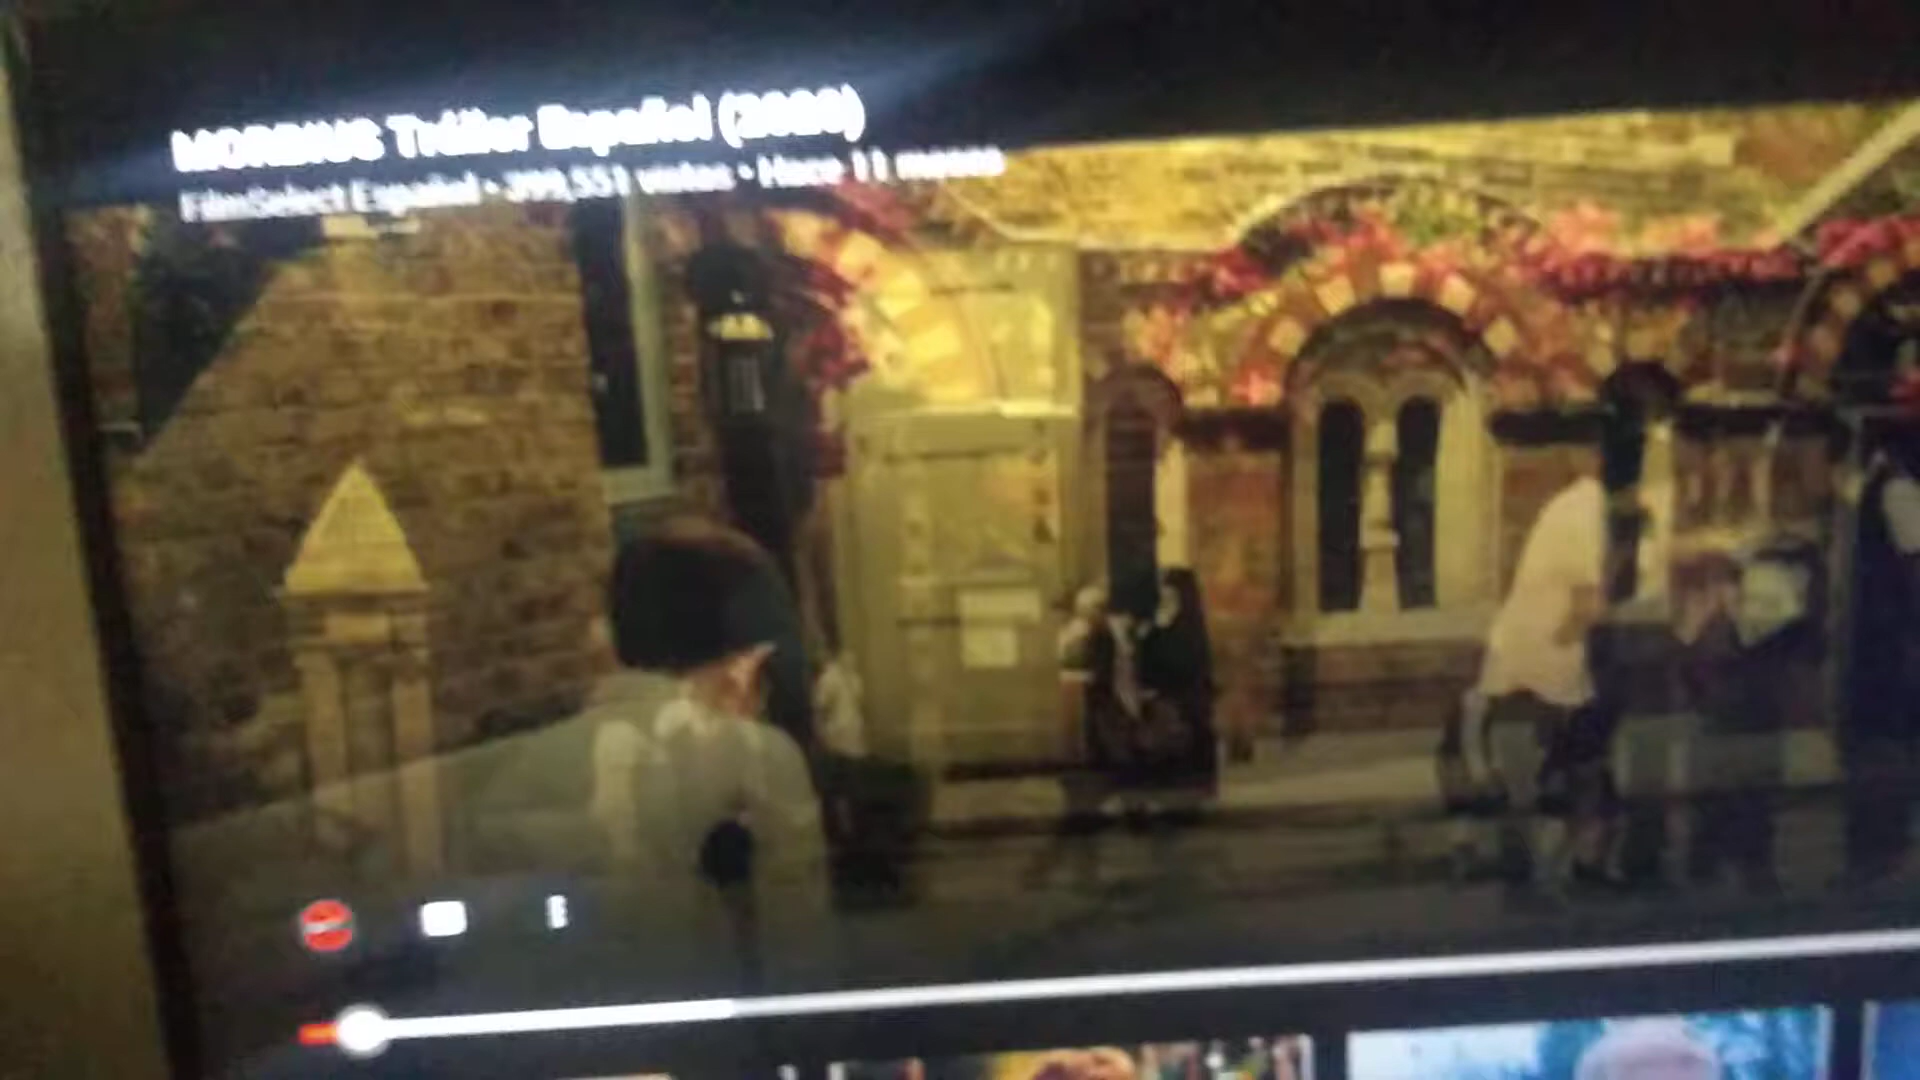 MORBIUS Tráiler Español (2020)
FilmSelect Español • 399,551 vistas • Hace 11 meses